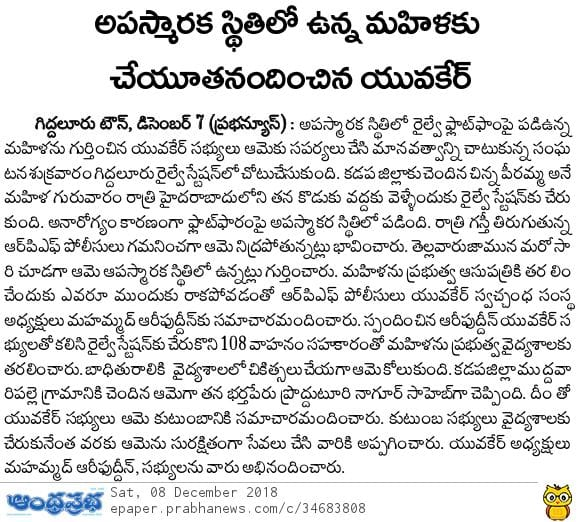 అపస్మారక స్థితిలో ఉన్న మహిళకు
చేయూతనందించిన యువకేర్
గిద్దలూరు టౌన్, డిసెంబర్ 7 (ప్రభన్యూస్) : అపస్మారక స్థితిలో రైల్వే ఫ్లాట్‌ఫాంపై పడిఉన్న
మహిళను గుర్తించిన యువకేర్ సభ్యులు ఆమెకు సపర్యలు చేసి మానవత్వాన్ని చాటుకున్న సంఘ
టన శుక్రవారం గిద్దలూరు రైల్వేస్టేషన్‌లో చోటుచేసుకుంది. కడప జిల్లాకు చెందిన చిన్న పీరమ్మ అనే
మహిళ గురువారం రాత్రి హైదరాబాదులోని తన కొడుకు వద్దకు వెళ్ళేందుకు రైల్వే స్టేషన్‌కు చేరు
కుంది. అనారోగ్యం కారణంగా ఫ్లాట్‌ఫారంపై అపస్మాకర స్థితిలో పడింది. రాత్రి గస్తీ తిరుగుతున్న
ఆర్‌పిఎఫ్ పోలీసులు గమనించగా ఆమె నిద్రపోతున్నట్లు భావించారు. తెల్లవారుజామున మరోసా
రి చూడగా ఆమె ఆపస్మారక స్థితిలో ఉన్నట్లు గుర్తించారు. మహిళను ప్రభుత్వ ఆసుపత్రికి తర లిం
చేందుకు ఎవరూ ముందుకు రాకపోవడంతో ఆర్‌పిఎఫ్ పోలీసులు యువకేర్ స్వచ్ఛంద సంస్థ
అధ్యక్షులు మహమ్మద్ ఆరీఫుద్దీన్‌కు సమాచారమందించారు. స్పందించిన ఆరీఫుద్దీన్ యువకేర్ స
భ్యులతో కలిసి రైల్వే స్టేషన్‌కు చేరుకొని 108 వాహనం సహకారంతో మహిళను ప్రభుత్వవైద్యశాలకు
తరలించారు. బాధితురాలికి వైద్యశాలలో చికిత్సలు చేయగా ఆమె కోలుకుంది. కడపజిల్లా ముద్దవా
రిపల్లె గ్రామానికి చెందిన ఆమెగా తన భర్తపేరు ప్రొద్దుటూరి నాగూర్ సాహెబ్‌గా చెప్పింది. దీం తో
యువకేర్ సభ్యులు ఆమె కుటుంబానికి సమాచారమందించారు. కుటుంబ సభ్యులు వైద్యశాలకు
చేరుకునేంత వరకు ఆమెను సురక్షితంగా సేవలు చేసి వారికి అప్పగించారు. యువకేర్ అధ్యక్షులు
మహమ్మద్ ఆరీఫుద్దీన్, సభ్యులను వారు అభినందించారు.
ఆంధ్రప్రభ Sat, 08 December 2018
epaper.prabhanews.com/c/34683808